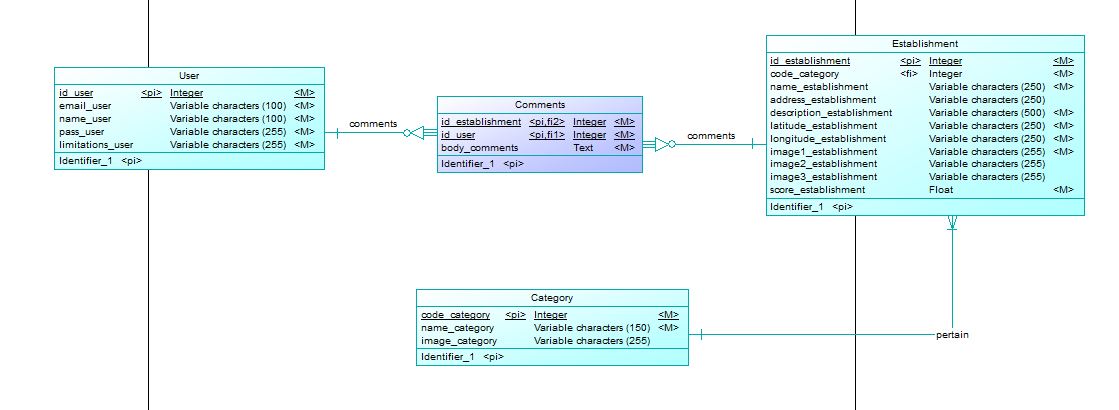 User
id_user <pi> Integer <M>
email_user Variable characters (100) <M>
name_user Variable characters (100) <M>
pass_user Variable characters (255) <M>
limitations_user Variable characters (255) <M>
Identifier_1 <pi>
comments
Comments
id_establishment <pi,fi2> Integer <M>
id_user <pi,fi1> Integer <M>
body_comments Text <M>
Identifier_1 <pi>
comments
Establishment
id_establishment <pi> Integer <M>
code_category <fi> Integer <M>
name_establishment Variable characters (250) <M>
address_establishment Variable characters (250)
description_establishment Variable characters (500) <M>
latitude_establishment Variable characters (250) <M>
longitude_establishment Variable characters (250) <M>
image1_establishment Variable characters (255) <M>
image2_establishment Variable characters (255)
image3_establishment Variable characters (255)
score_establishment Float <M>
Identifier_1 <pi>
Category
code_category <pi> Integer <M>
name_category Variable characters (150) <M>
image_category Variable characters (255)
Identifier_1 <pi>
pertain